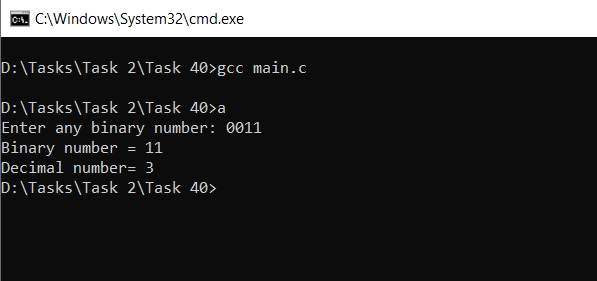 C:\Windows\System32\cmd.exe
D:\Tasks\Task 2\Task 40>gcc main.c
D:\Tasks\Task 2\Task 40>a
Enter any binary number: 0011
Binary number = 11
Decimal number= 3
D:\Tasks\Task 2\Task 40>